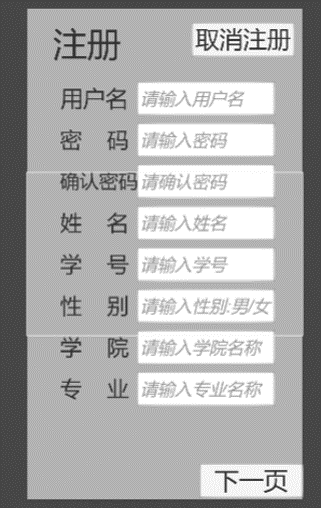 注册 取消注册
用户名 请输入用户名
密 码 请输入密码
确认密码 请确认密码
姓 名 请输入姓名
学 号 请输入学号
性 别 请输入性别:男/女
学 院 请输入学院名称
专 业 请输入专业名称
下一页